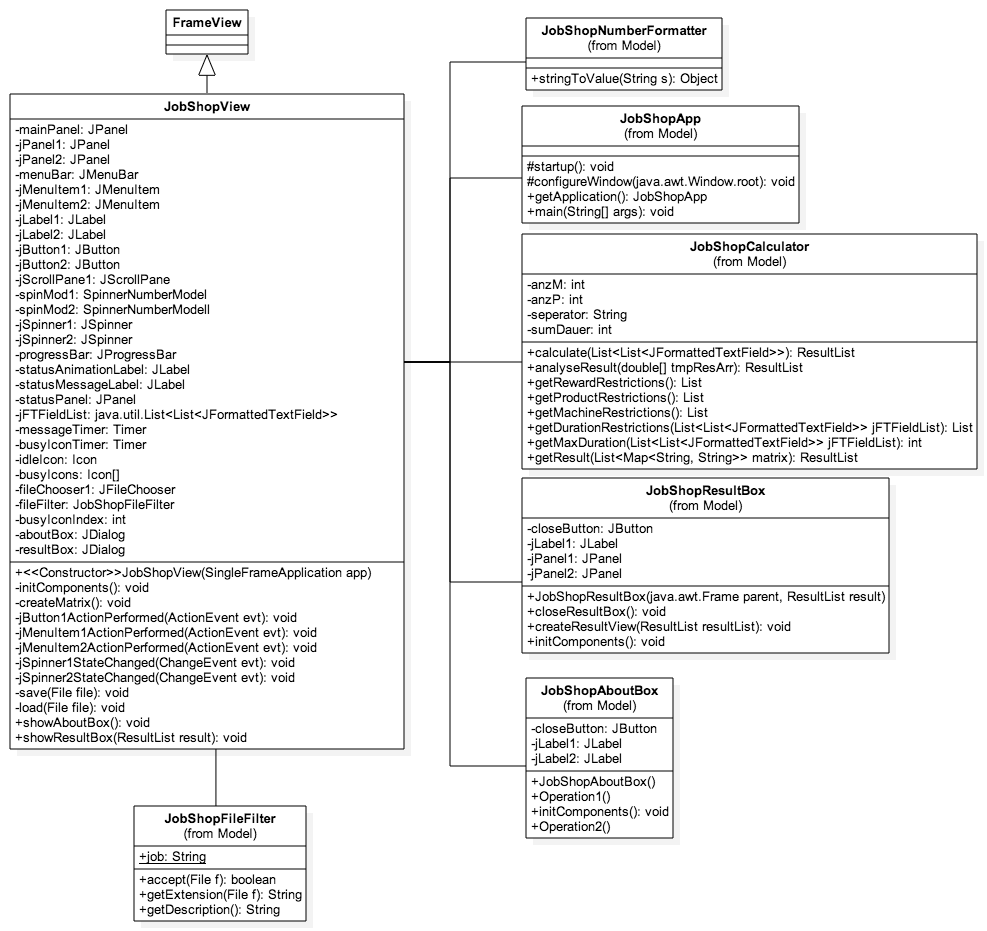 FrameView
JobShopView
-mainPanel: JPanel
-jPanel1: JPanel
-jPanel2: JPanel
-menuBar: JMenuBar
-jMenuItem1: JMenuItem
-jMenuItem2: JMenuItem
-jLabel1: JLabel
-jLabel2: JLabel
-jButton1: JButton
-jButton2: JButton
-jScrollPane1: JScrollPane
-spinMod1: SpinnerNumberModel
-spinMod2: SpinnerNumberModell
-jSpinner1: JSpinner
-jSpinner2: JSpinner
-progressBar: JProgressBar
-statusAnimationLabel: JLabel
-statusMessageLabel: JLabel
-statusPanel: JPanel
-jFTFieldList: java.util.List<List<JFormattedTextField>>
-messageTimer: Timer
-busyIconTimer: Timer
-idleIcon: Icon
-busyIcons: Icon[]
-fileChooser1: JFileChooser
-fileFilter: JobShopFileFilter
-busyIconIndex: int
-aboutBox: JDialog
-resultBox: JDialog
+<<Constructor>>JobShopView(SingleFrameApplication app)
-initComponents(): void
-createMatrix(): void
-jButton1ActionPerformed(ActionEvent evt): void
-jMenuItem1ActionPerformed(ActionEvent evt): void
-jMenuItem2ActionPerformed(ActionEvent evt): void
-jSpinner1StateChanged(ChangeEvent evt): void
-jSpinner2StateChanged(ChangeEvent evt): void
-save(File file): void
-load(File file): void
+showAboutBox(): void
+showResultBox(ResultList result): void
JobShopFileFilter
(from Model)
+job: String
+accept(File f): boolean
+getExtension(File f): String
+getDescription(): String
JobShopNumberFormatter
(from Model)
+stringToValue(String s): Object
JobShopApp
(from Model)
#startup(): void
#configureWindow(java.awt.Window.root): void
+getApplication(): JobShopApp
+main(String[] args): void
JobShopCalculator
(from Model)
-anzM: int
-anzP: int
-seperator: String
-sumDauer: int
+calculate(List<List<JFormattedTextField>>): ResultList
+analyseResult(double[] tmpResArr): ResultList
+getRewardRestrictions(): List
+getProductRestrictions(): List
+getMachineRestrictions(): List
+getDurationRestrictions(List<List<JFormattedTextField>> jFTFieldList): List
+getMaxDuration(List<List<JFormattedTextField>> jFTFieldList): int
+getResult(List<Map<String, String>> matrix): ResultList
JobShopResultBox
(from Model)
-closeButton: JButton
-jLabel1: JLabel
-jPanel1: JPanel
-jPanel2: JPanel
+JobShopResultBox(java.awt.Frame parent, ResultList result)
+closeResultBox(): void
+createResultView(ResultList resultList): void
+initComponents(): void
JobShopAboutBox
(from Model)
-closeButton: JButton
-jLabel1: JLabel
-jLabel2: JLabel
+JobShopAboutBox()
+Operation1()
+initComponents(): void
+Operation2()